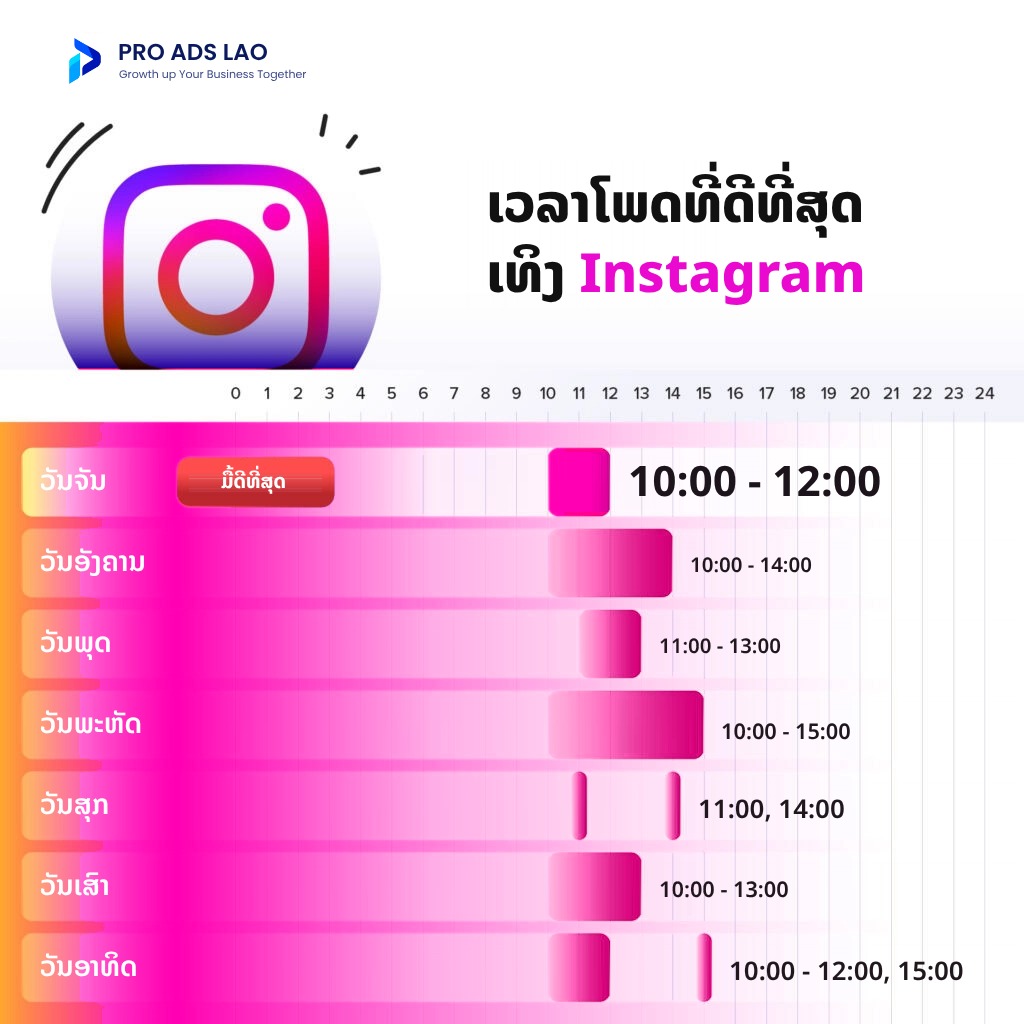 PRO ADS LAO
Growth up Your Business Together
ເວລາໂພດທີ່ດີທີ່ສຸດ
ເທິງ Instagram
0 1 2 3 4 5 6 7 8 9 10 11 12 13 14 15 16 17 18 19 20 21 22 23 24
ວັນຈັນ ມື້ດີທີ່ສຸດ 10:00 - 12:00
ວັນອັງຄານ 10:00 - 14:00
ວັນພຸດ 11:00 - 13:00
ວັນພະຫັດ 10:00 - 15:00
ວັນສຸກ 11:00, 14:00
ວັນເສົາ 10:00 - 13:00
ວັນອາທິດ 10:00 - 12:00, 15:00